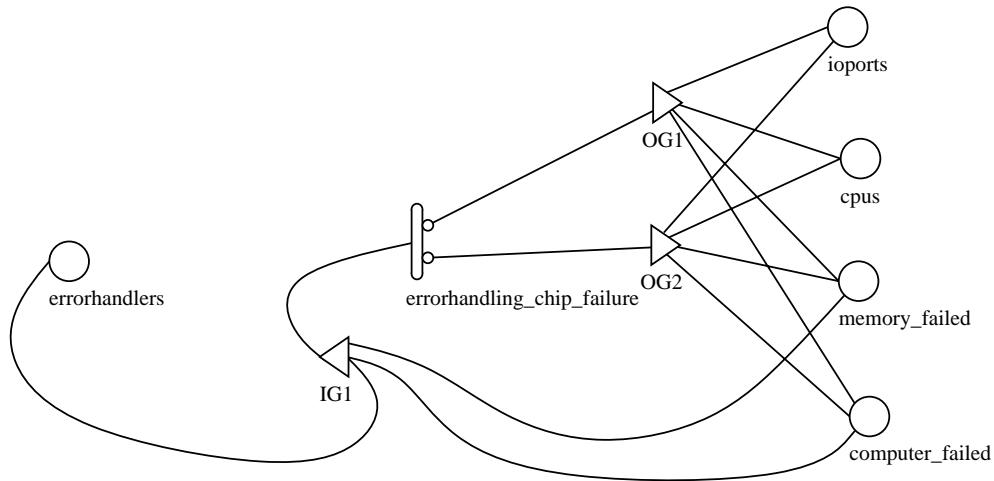 ioports
OG1
cpus
OG2
errorhandlers
errorhandling_chip_failure
memory_failed
IG1
computer_failed